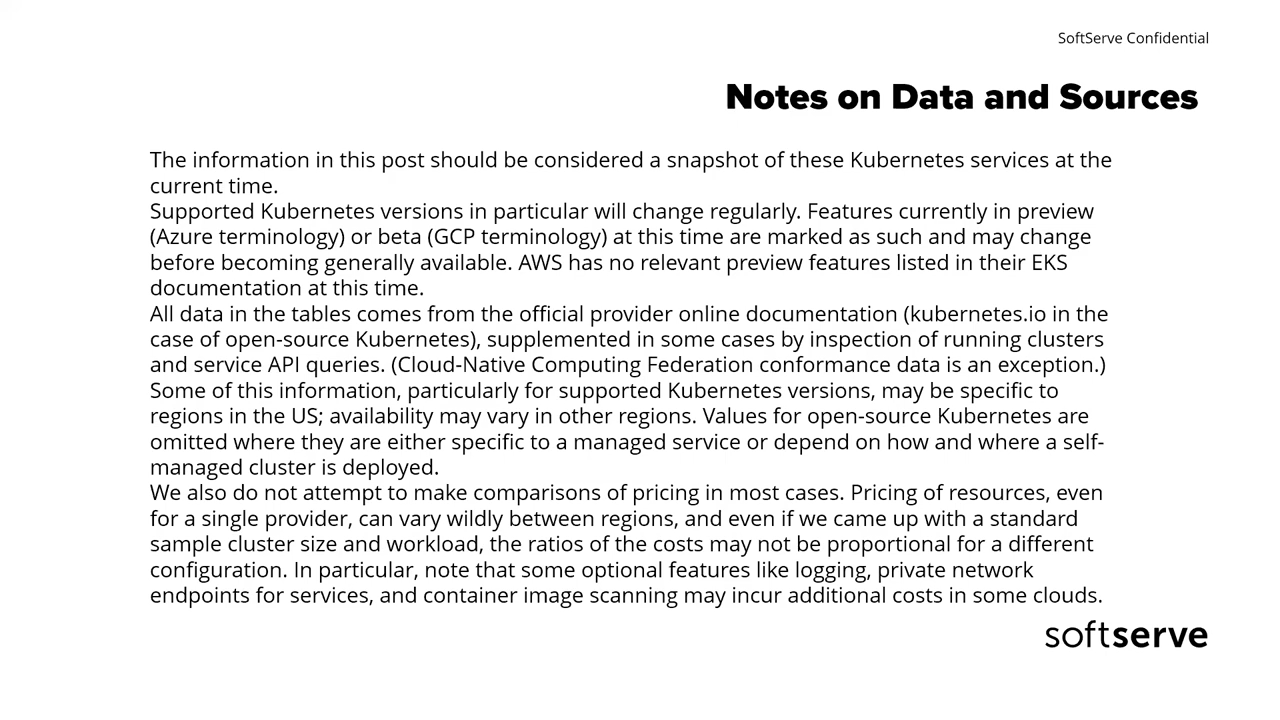 SoftServe Confidential
Notes on Data and Sources
The information in this post should be considered a snapshot of these Kubernetes services at the
current time.
Supported Kubernetes versions in particular will change regularly. Features currently in preview
(Azure terminology) or beta (GCP terminology) at this time are marked as such and may change
before becoming generally available. AWS has no relevant preview features listed in their EKS
documentation at this time.
All data in the tables comes from the official provider online documentation (kubernetes.io in the
case of open-source Kubernetes), supplemented in some cases by inspection of running clusters
and service API queries. (Cloud-Native Computing Federation conformance data is an exception.)
Some of this information, particularly for supported Kubernetes versions, may be specific to
regions in the US; availability may vary in other regions. Values for open-source Kubernetes are
omitted where they are either specific to a managed service or depend on how and where a self-
managed cluster is deployed.
We also do not attempt to make comparisons of pricing in most cases. Pricing of resources, even
for a single provider, can vary wildly between regions, and even if we came up with a standard
sample cluster size and workload, the ratios of the costs may not be proportional for a different
configuration. In particular, note that some optional features like logging, private network
endpoints for services, and container image scanning may incur additional costs in some clouds.
softserve